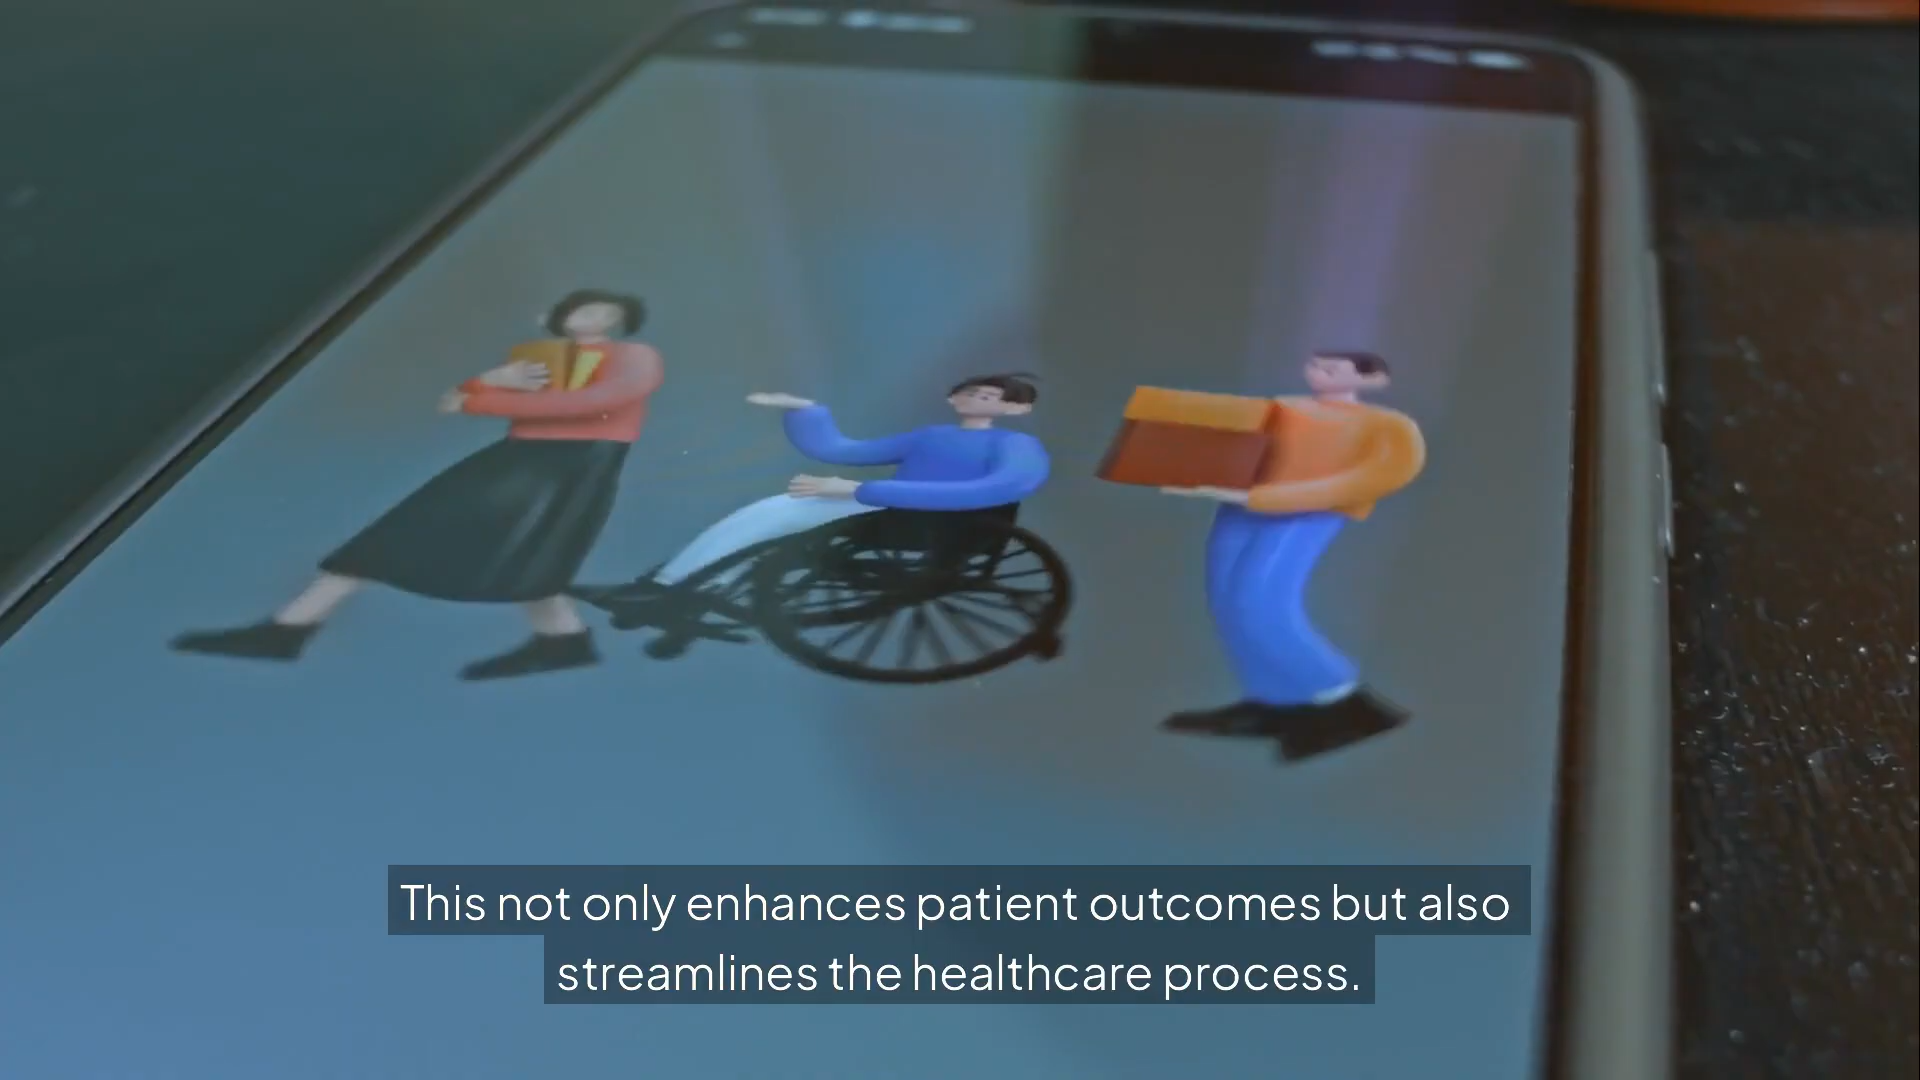 This not only enhances patient outcomes but also
streamlines the healthcare process.